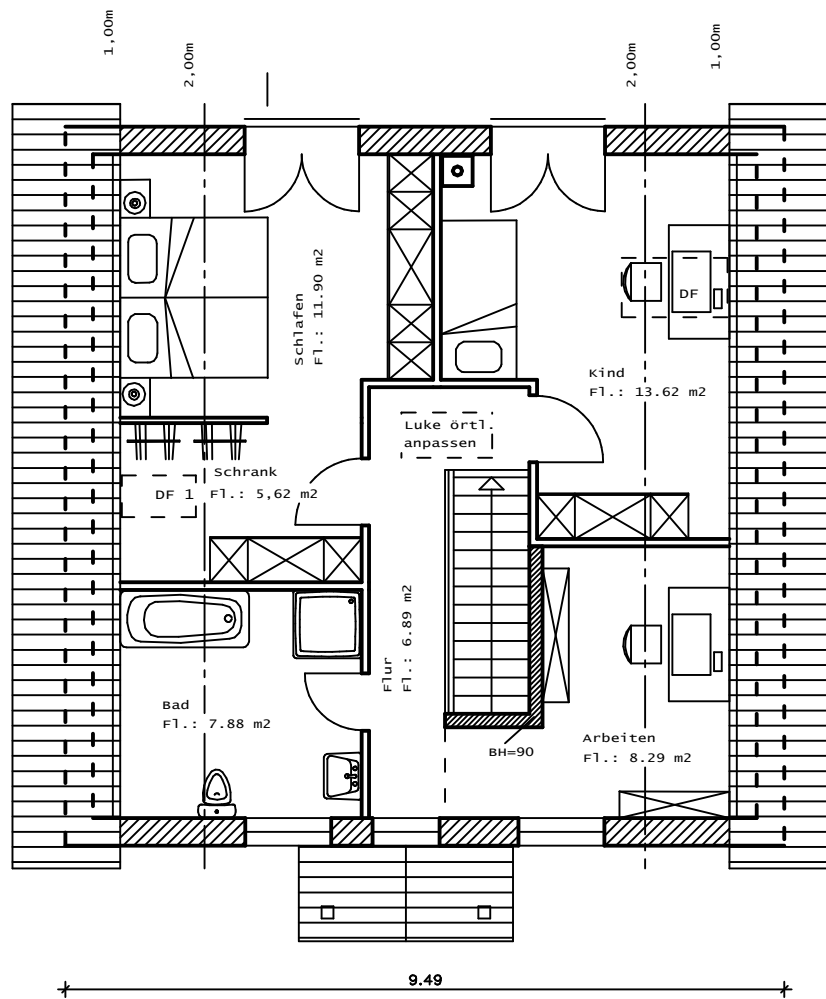 1,00m
2,00m
2,00m
1,00m
Schlafen
Fl.: 11.90 m2
DF
Kind
Fl.: 13.62 m2
Luke örtl.
anpassen
Schrank
DF 1 Fl.: 5,62 m2
Flur
Fl.: 6.89 m2
Bad
Fl.: 7.88 m2
Arbeiten
Fl.: 8.29 m2
BH=90
9.49